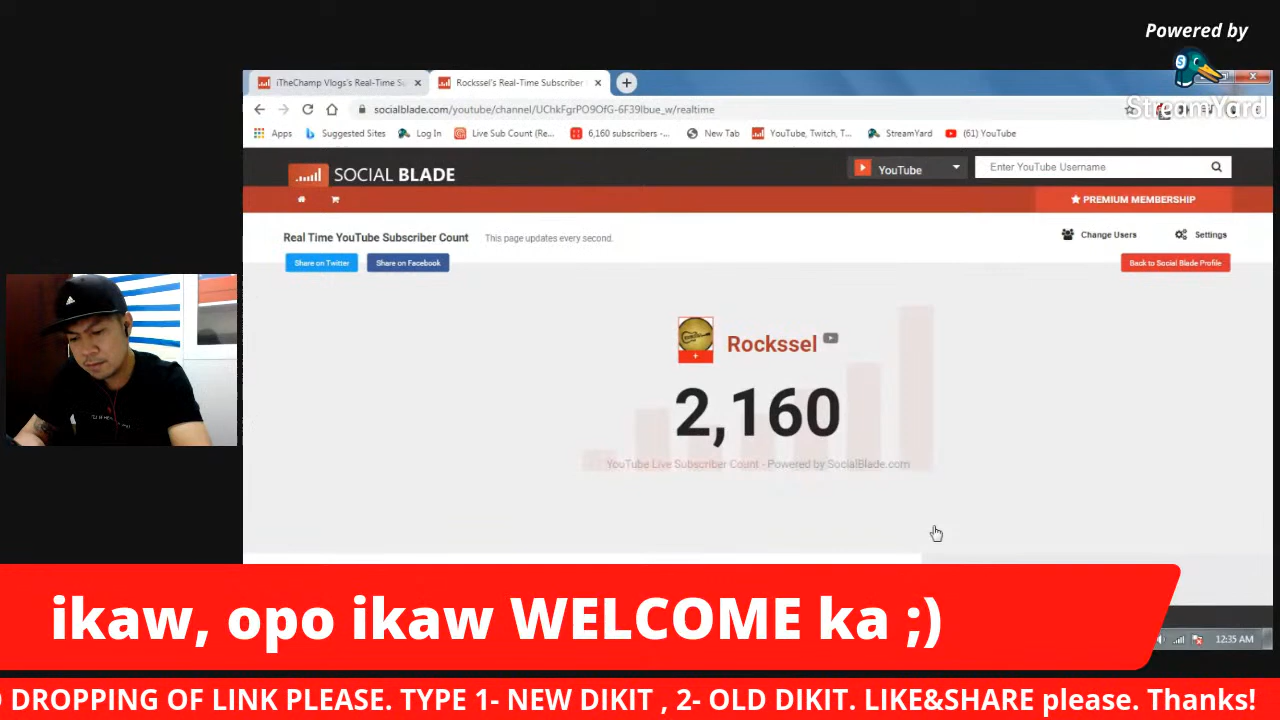 Powered by
StreamYard
iTheChamp Vlogs's Real-Time Su
Rockssel's Real-Time Subscriber
socialblade.com/youtube/channel/UChkFgrPO9OfG-6F39Ibue_w/realtime
Apps
Suggested Sites
Log In
Live Sub Count (Re...
6,160 subscribers -...
New Tab
YouTube, Twitch, T...
StreamYard
(61) YouTube
SOCIAL BLADE
YouTube
Enter YouTube Username
PREMIUM MEMBERSHIP
Real Time YouTube Subscriber Count
This page updates every second.
Change Users
Settings
Share on Twitter
Share on Facebook
Back to Social Blade Profile
Rockssel
2,160
YouTube Live Subscriber Count - Powered by SocialBlade.com
ikaw, opo ikaw WELCOME ka ;)
12:35 AM
DROPPING OF LINK PLEASE. TYPE 1- NEW DIKIT , 2- OLD DIKIT. LIKE&SHARE please. Thanks!